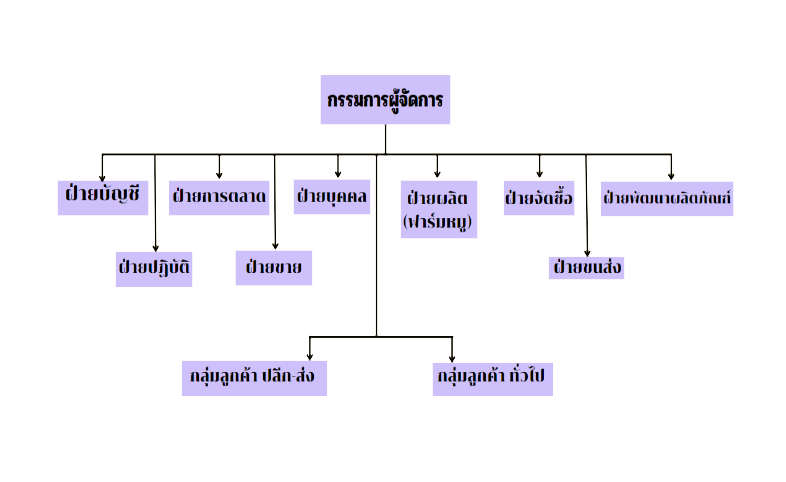 กรรมการผู้จัดการ
ฝ่ายบัญชี
ฝ่ายการตลาด
ฝ่ายบุคคล
ฝ่ายผลิต
(ฟาร์มหมู)
ฝ่ายจัดซื้อ
ฝ่ายพัฒนาผลิตภัณฑ์
ฝ่ายปฏิบัติ
ฝ่ายขาย
ฝ่ายขนส่ง
กลุ่มลูกค้า ปลีก-ส่ง
กลุ่มลูกค้า ทั่วไป